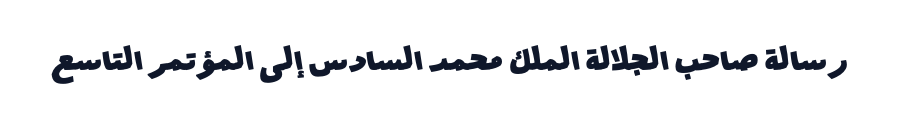 رسالة صاحب الجلالة الملك محمد السادس إلى المؤتمر التاسع